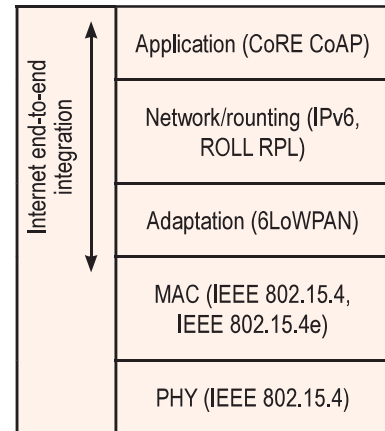 Internet end-to-end
integration
Application (CoRE CoAP)
Network/rounting (IPv6,
ROLL RPL)
Adaptation (6LoWPAN)
MAC (IEEE 802.15.4,
IEEE 802.15.4e)
PHY (IEEE 802.15.4)